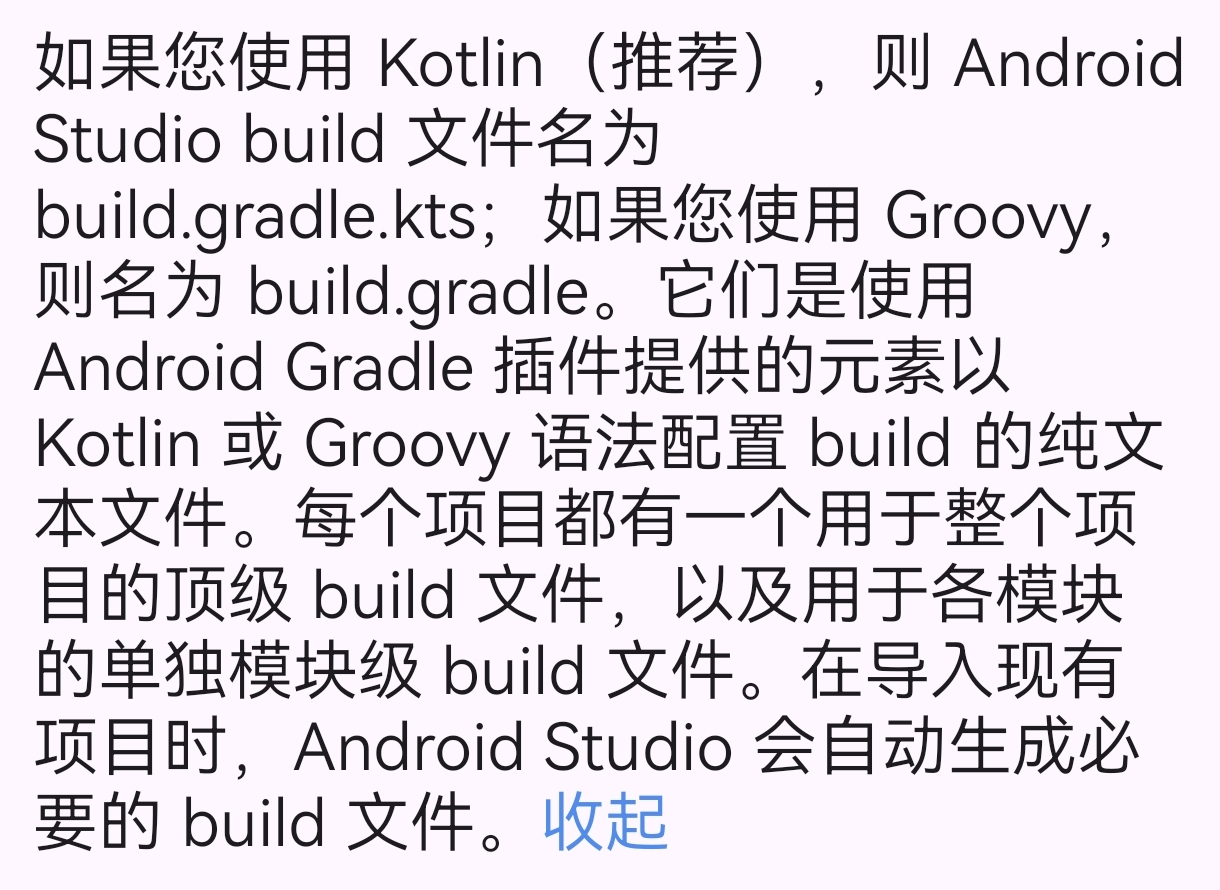 如果您使用 Kotlin（推荐），则 Android
Studio build 文件名为
build.gradle.kts；如果您使用 Groovy，
则名为 build.gradle。它们是使用
Android Gradle 插件提供的元素以
Kotlin 或 Groovy 语法配置 build 的纯文
本文件。每个项目都有一个用于整个项
目的顶级 build 文件，以及用于各模块
的单独模块级 build 文件。在导入现有
项目时，Android Studio 会自动生成必
要的 build 文件。收起